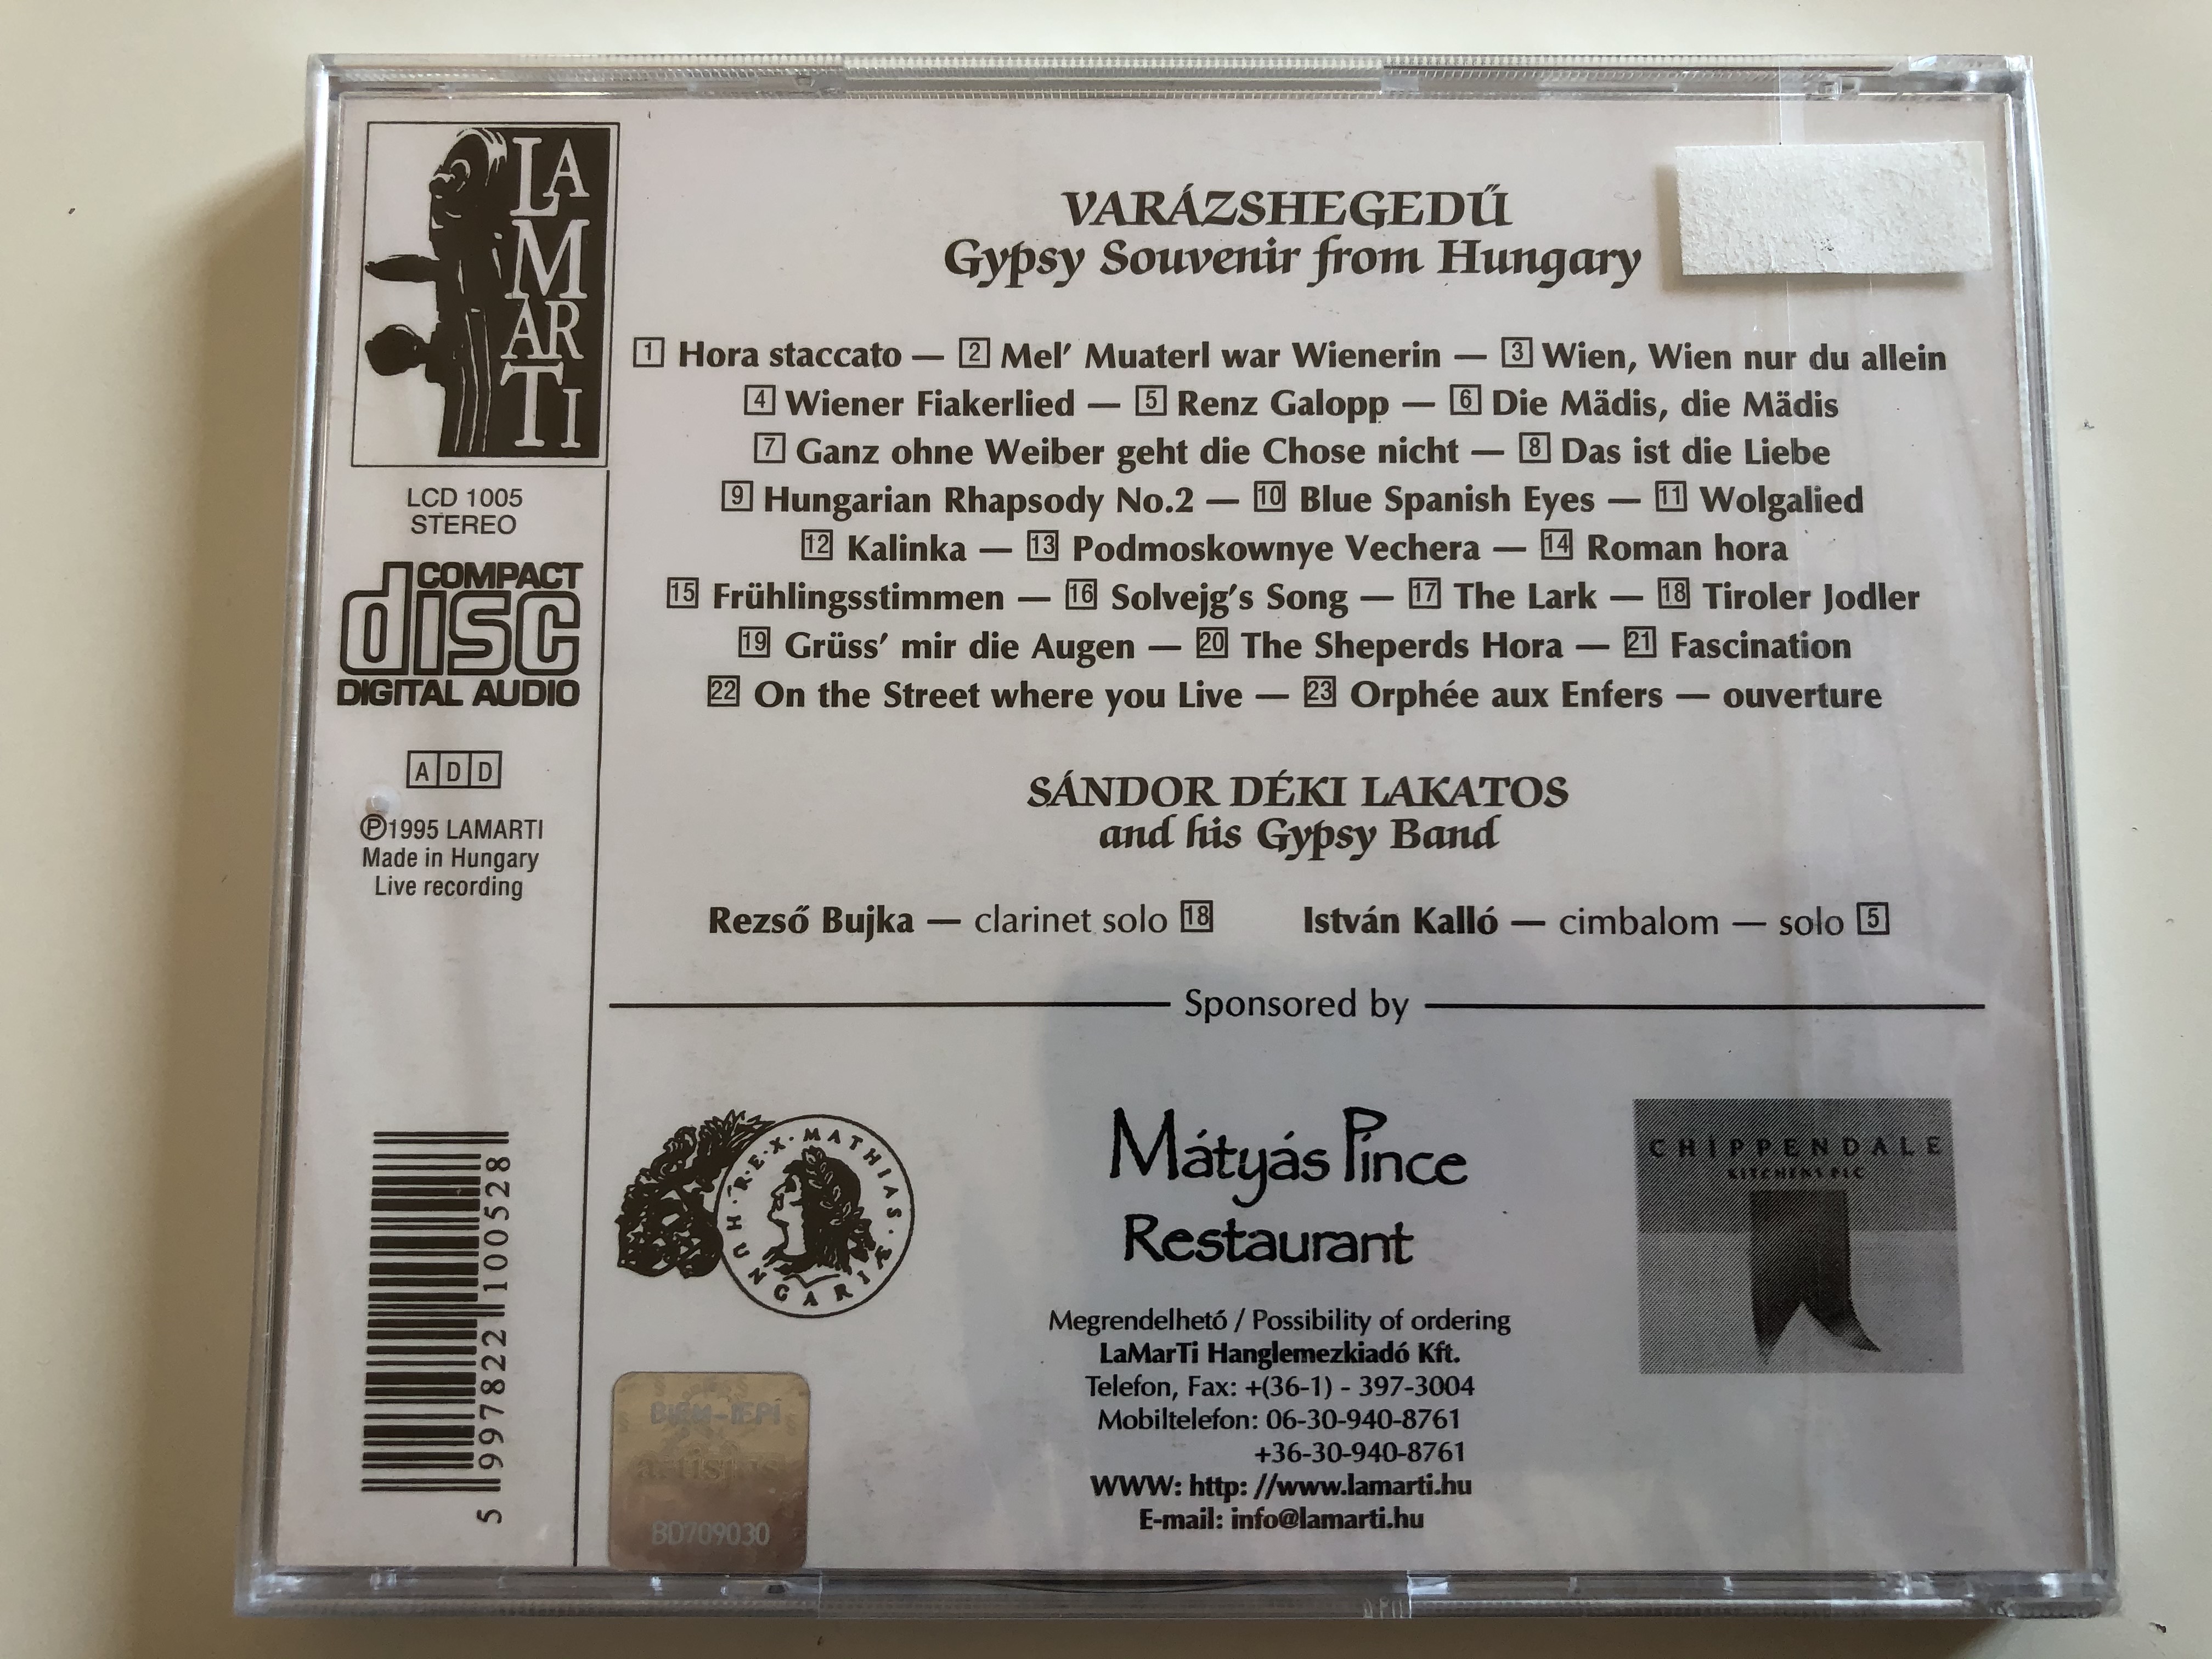 LA
MAR
TI
LCD 1005
STEREO
COMPACT
disc
DIGITAL AUDIO
A D D
Ⓟ1995 LAMARTI
Made in Hungary
Live recording
5 997822 100528
VARÁZSHEGEDŰ
Gypsy Souvenir from Hungary
1 Hora staccato — 2 Mel’ Muaterl war Wienerin — 3 Wien, Wien nur du allein
4 Wiener Fiakerlied — 5 Renz Galopp — 6 Die Mädis, die Mädis
7 Ganz ohne Weiber geht die Chose nicht — 8 Das ist die Liebe
9 Hungarian Rhapsody No.2 — 10 Blue Spanish Eyes — 11 Wolgalied
12 Kalinka — 13 Podmoskownye Vechera — 14 Roman hora
15 Frühlingsstimmen — 16 Solvejg’s Song — 17 The Lark — 18 Tiroler Jodler
19 Grüss’ mir die Augen — 20 The Sheperds Hora — 21 Fascination
22 On the Street where you Live — 23 Orphée aux Enfers — ouverture
SÁNDOR DÉKI LAKATOS
and his Gypsy Band
Rezső Bujka — clarinet solo 18 István Kalló — cimbalom — solo 5
Sponsored by
HUNGARIÆ · MATHIAS · REX · HUNGARIÆ
Mátyás Pince
Restaurant
CHIPPENDALE
KITCHENS PLC
Megrendelhető / Possibility of ordering
LaMarTi Hanglemezkiadó Kft.
Telefon, Fax: +(36-1) - 397-3004
Mobiltelefon: 06-30-940-8761
+36-30-940-8761
WWW: http: //www.lamarti.hu
E-mail: info@lamarti.hu
BIEM-IFPI
artisjus
BD709030